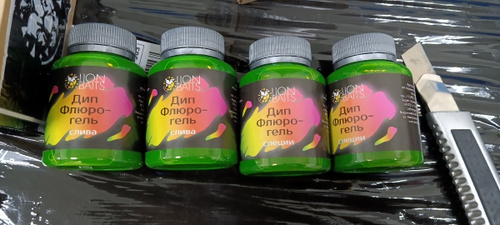 LION
BAITS
Дип
Флюоро-
гель
слива
LION
BAITS
Дип
Флюоро-
гель
слива
LION
BAITS
Дип
Флюоро-
гель
специи
LION
BAITS
Дип
Флюоро-
гель
специи